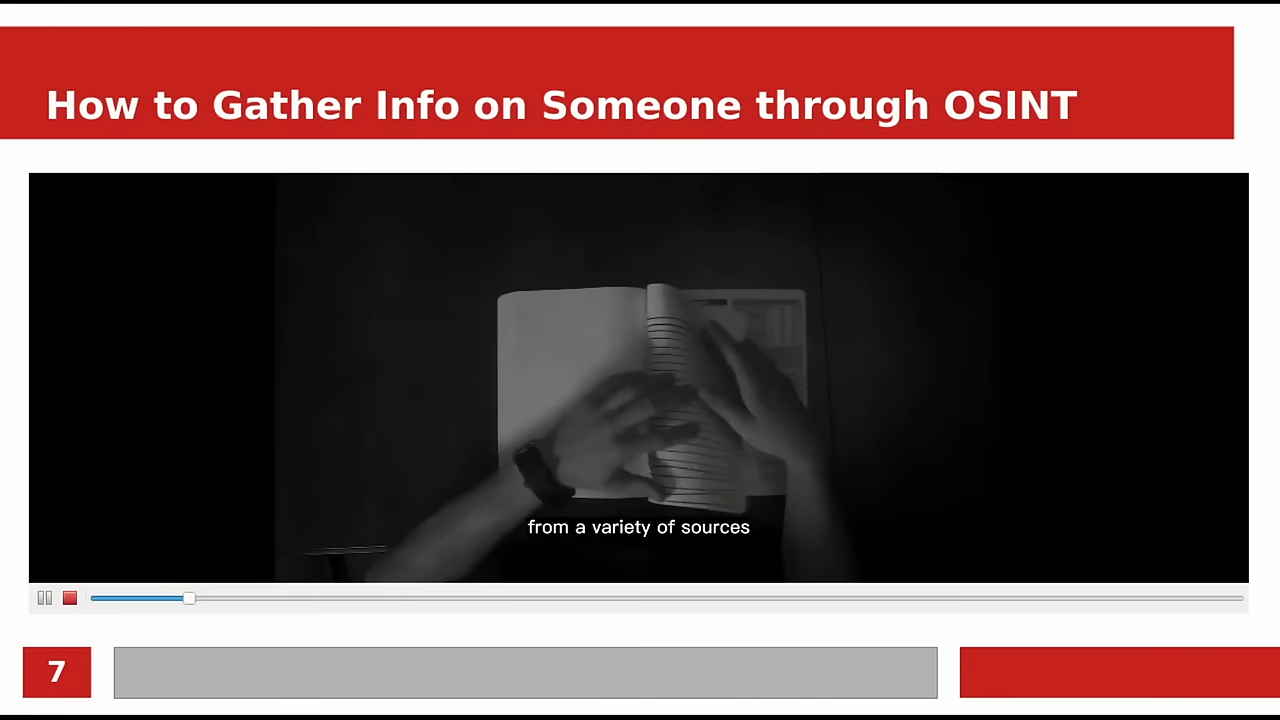 How to Gather Info on Someone through OSINT
from a variety of sources
7